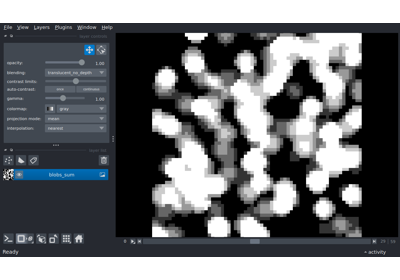 File View Layers Plugins Window Help
opacity: 1.00
blending: translucent_no_depth
contrast limits:
auto-contrast: once continuous
gamma: 1.00
colormap: gray
projection mode: mean
interpolation: nearest
blobs_sum
Ready
activity